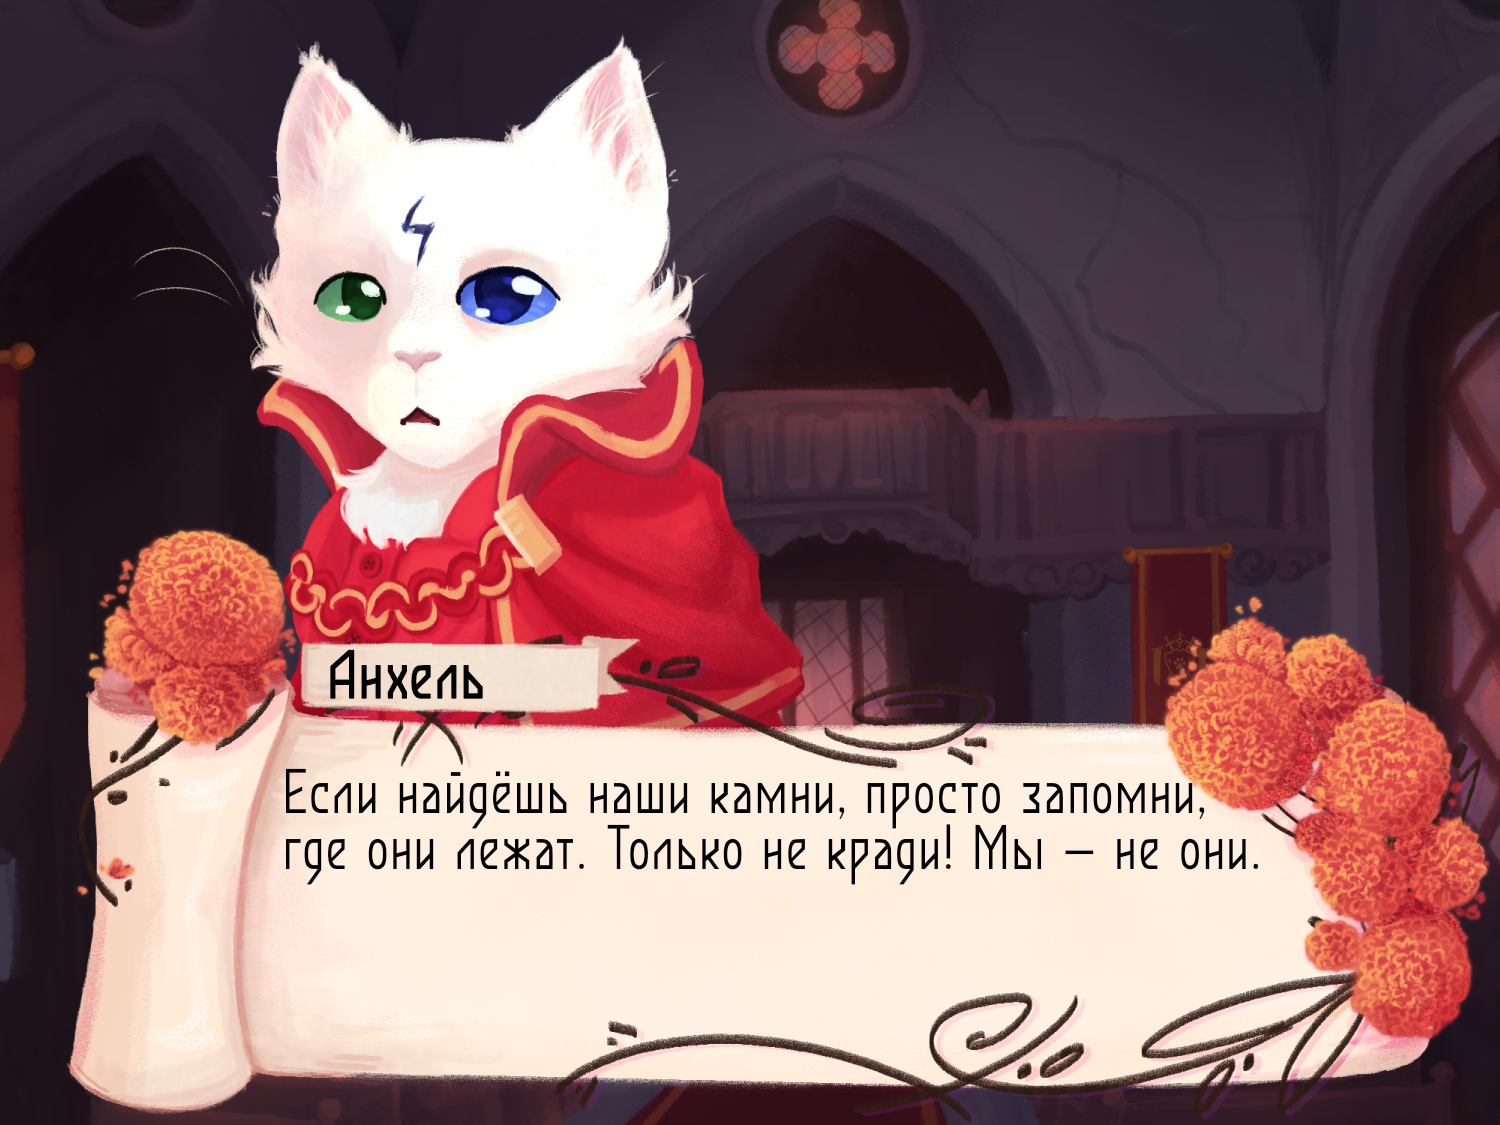 Анхель
Если найдёшь наши камни, просто запомни,
где они лежат. Только не кради! Мы – не они.